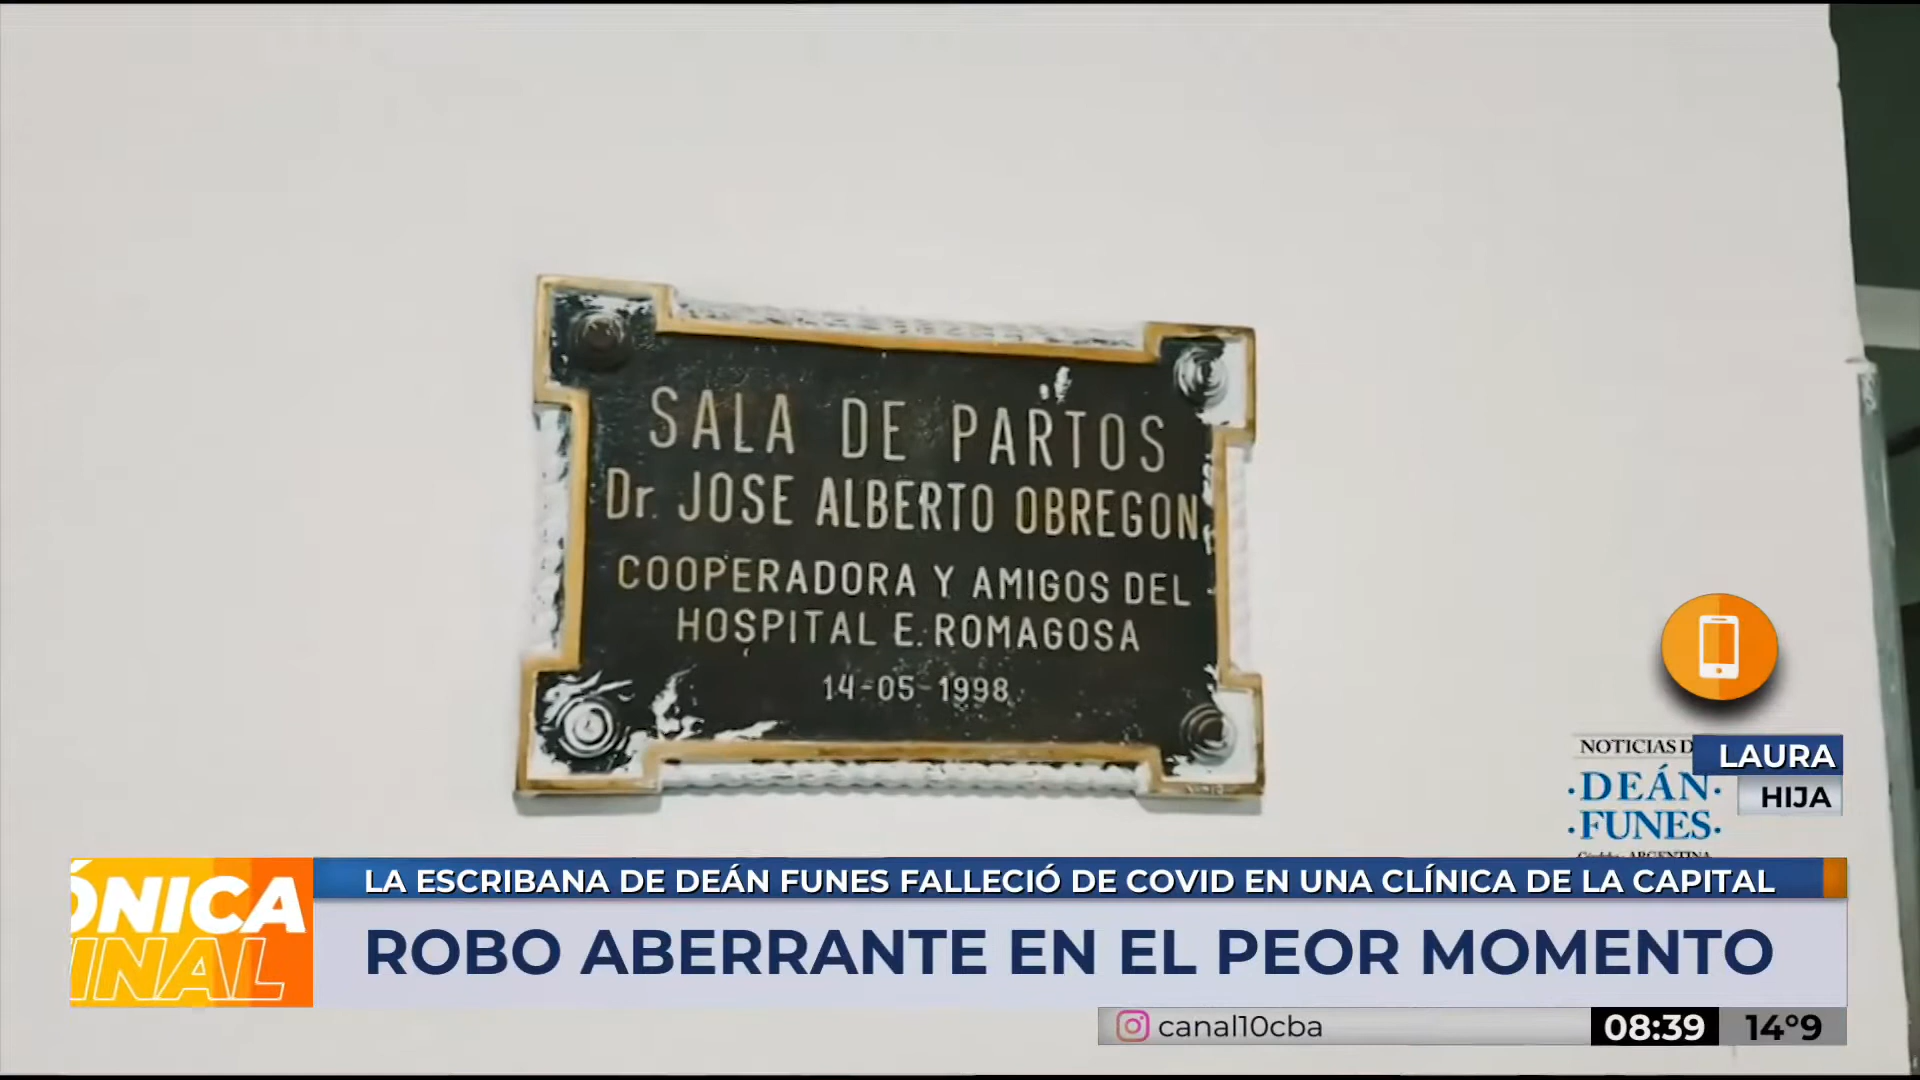 SALA DE PARTOS
Dr. JOSE ALBERTO OBREGON
COOPERADORA Y AMIGOS DEL
HOSPITAL E. ROMAGOSA
14-05-1998
NOTICIAS D
DEÁN
FUNES
LAURA
HIJA
LA ESCRIBANA DE DEÁN FUNES FALLECIÓ DE COVID EN UNA CLÍNICA DE LA CAPITAL
ÓNICA
INAL
ROBO ABERRANTE EN EL PEOR MOMENTO
canal10cba
08:39
14°9